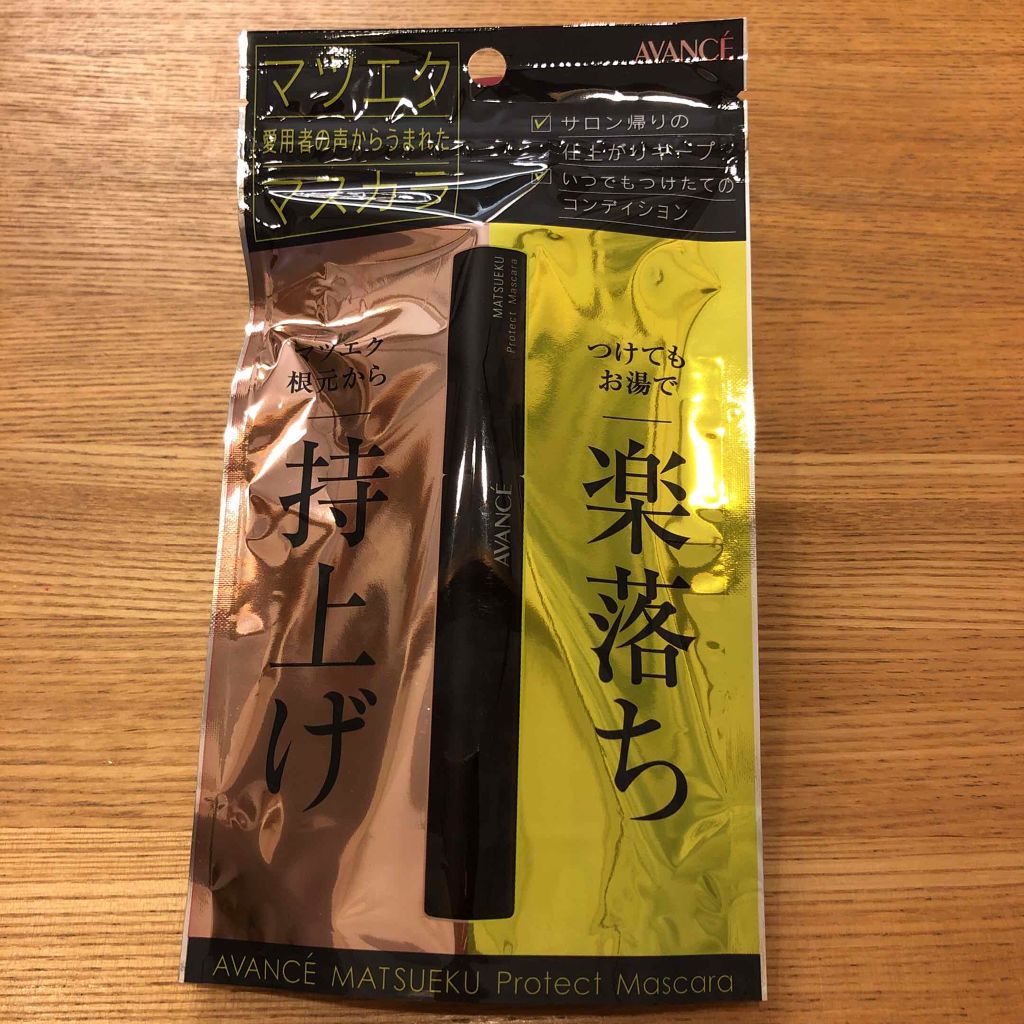 マツエク
愛用者の声からうまれた
マスカラ
AVANCÉ
サロン帰りの
仕上がりキープ
いつでもつけたての
コンディション
MATSUEKU
Protect Mascara
AVANCÉ
マツエク
根元から
持上げ
つけても
お湯で
楽落ち
AVANCÉ MATSUEKU Protect Mascara